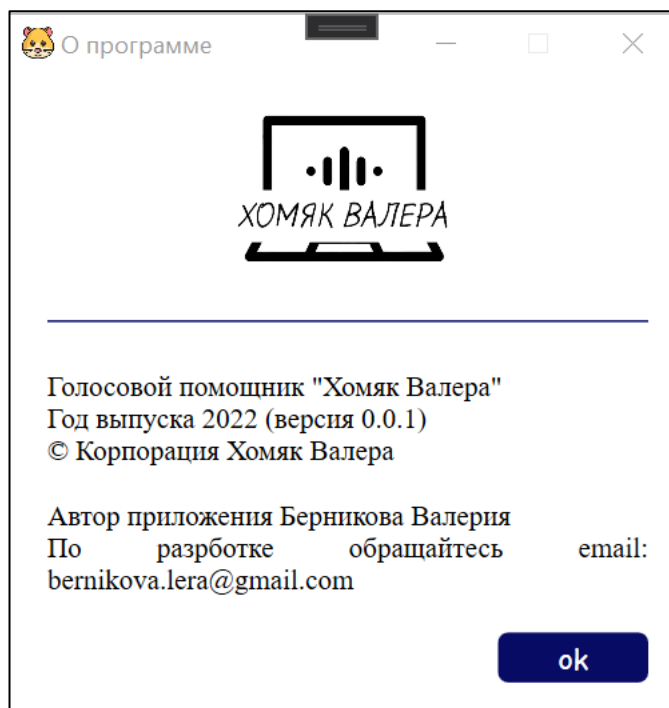 О программе
ХОМЯК ВАЛЕРА
Голосовой помощник "Хомяк Валера"
Год выпуска 2022 (версия 0.0.1)
© Корпорация Хомяк Валера
Автор приложения Берникова Валерия
По разрботке обращайтесь email:
bernikova.lera@gmail.com
ok